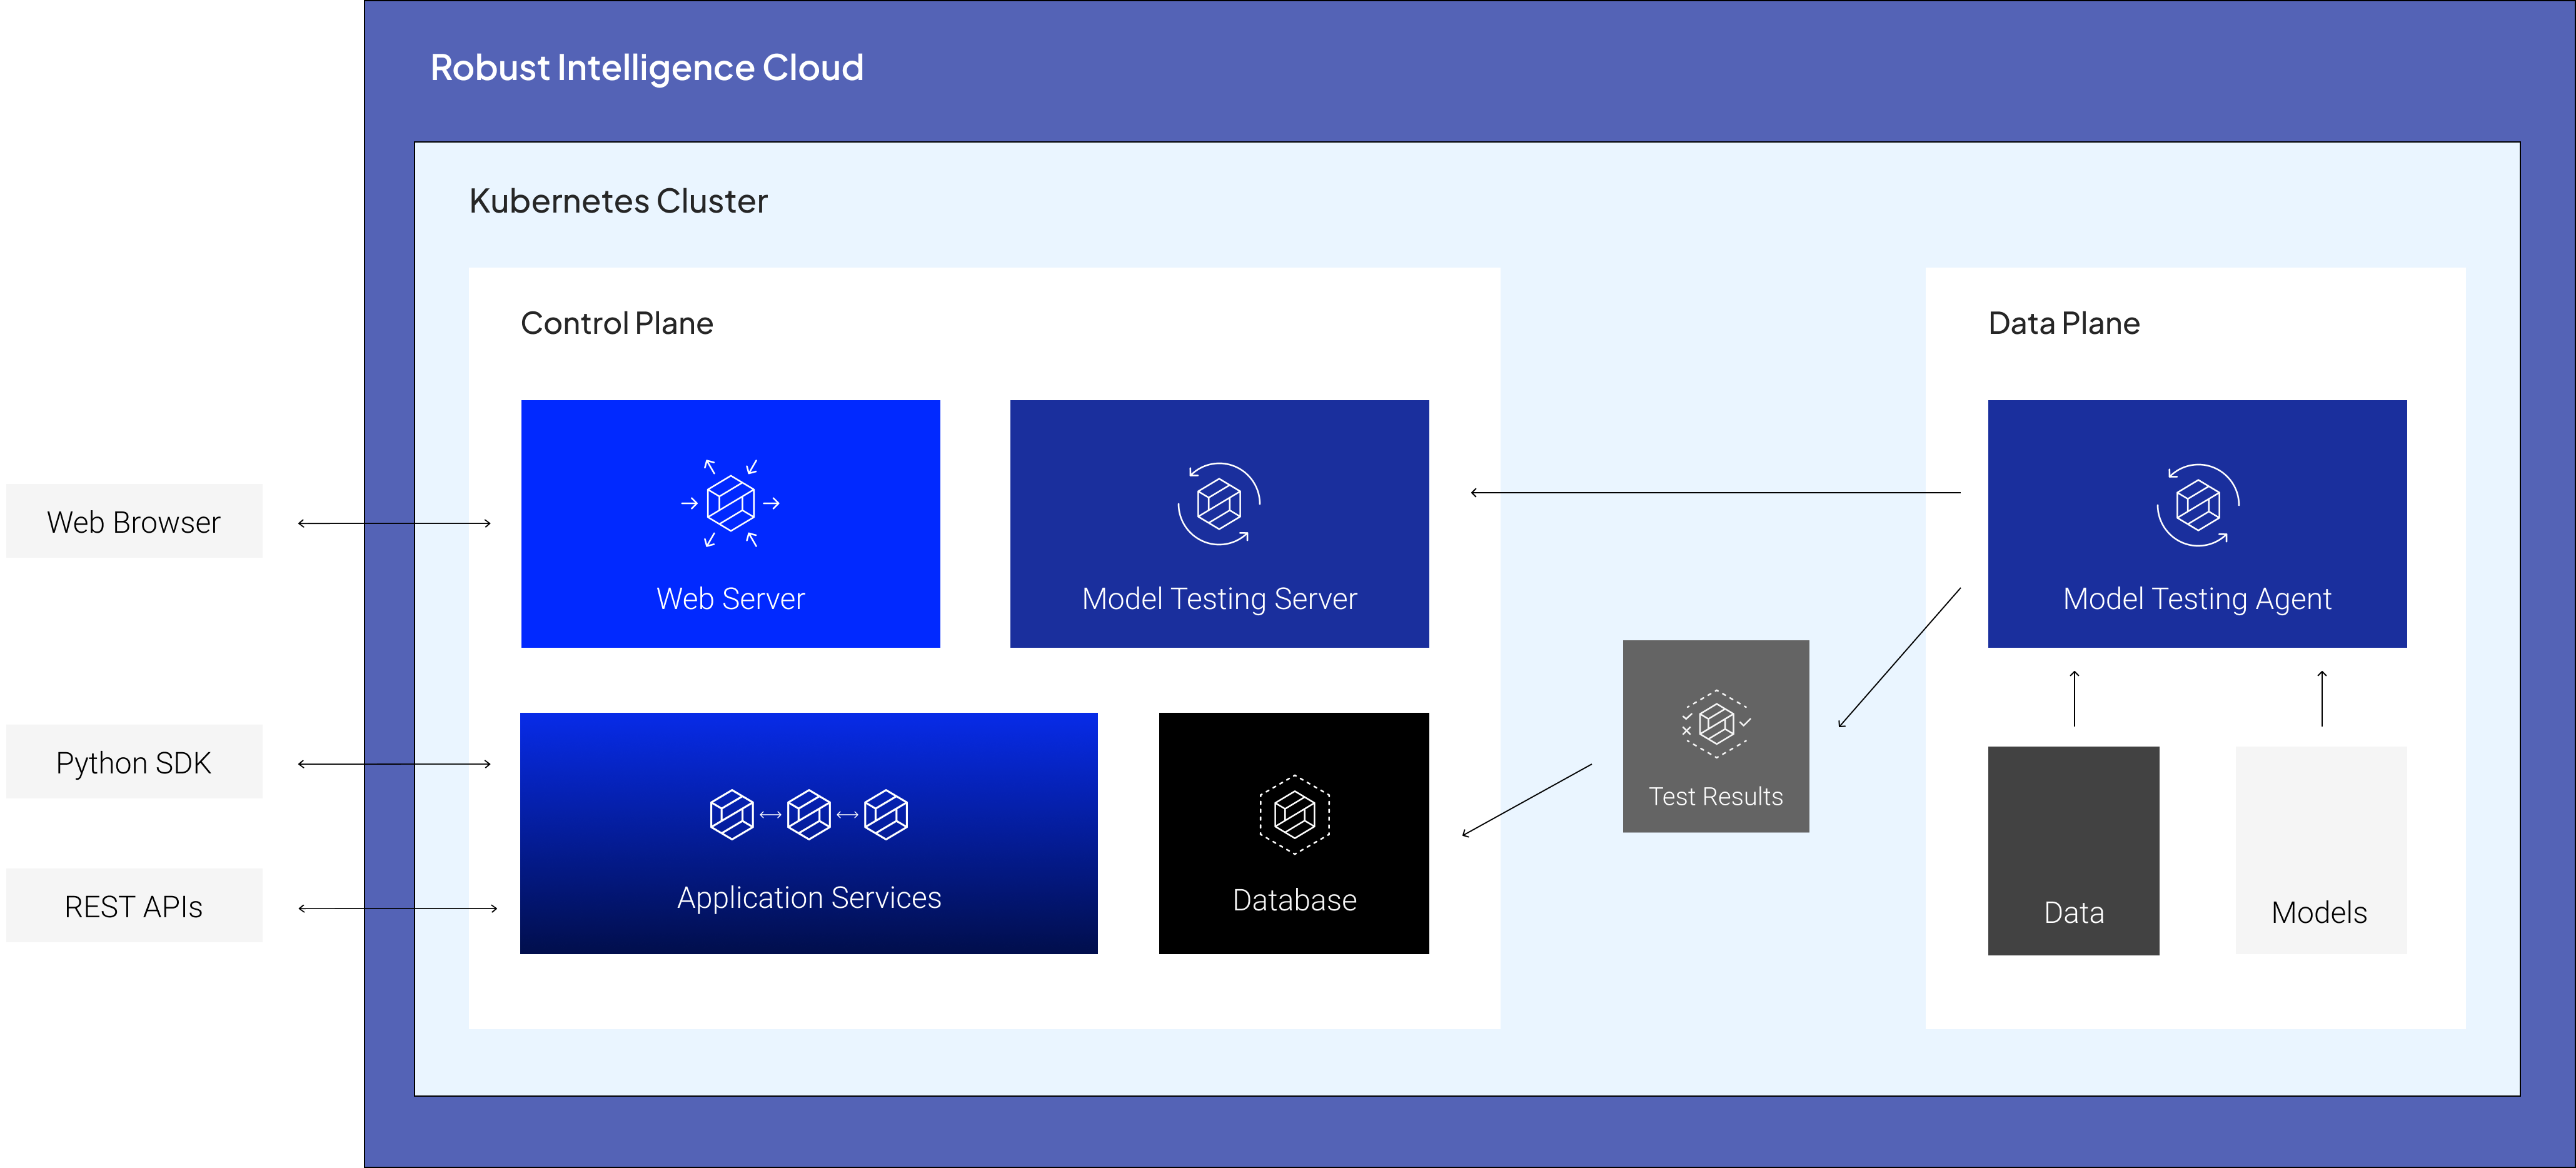 Robust Intelligence Cloud
Kubernetes Cluster
Control Plane
Data Plane
Web Browser
Web Server
Model Testing Server
Model Testing Agent
Python SDK
Test Results
REST APIs
Application Services
Database
Data
Models